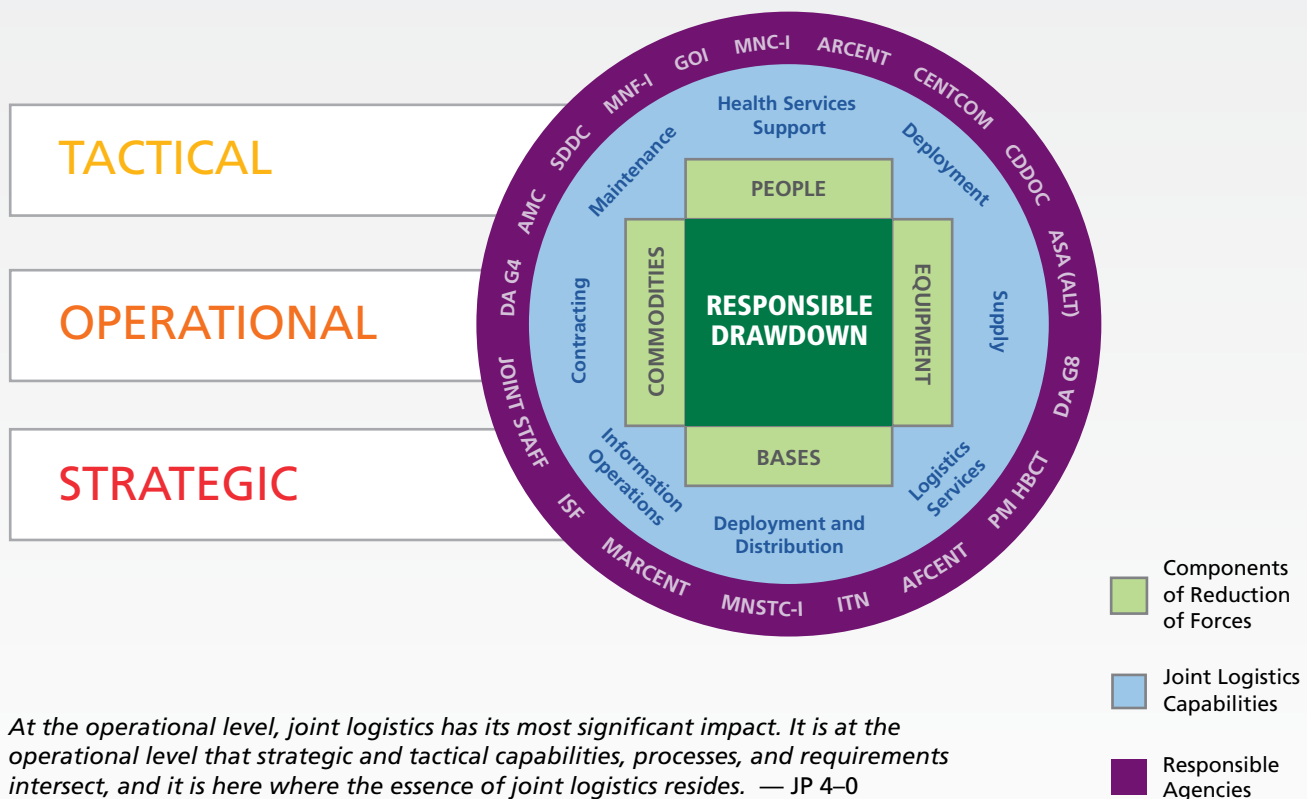 TACTICAL
OPERATIONAL
STRATEGIC
JOINT STAFF
DA G4
AMC
SDDC
MNF-I
GOI
MNC-I
ARCENT
CENTCOM
CDDOC
ASA (ALT)
DA G8
PM HBCT
AFCENT
ITN
MNSTC-I
MARCENT
ISF
Health Services
Support
Deployment
Supply
Logistics
Services
Deployment and
Distribution
Information
Operations
Contracting
Maintenance
PEOPLE
EQUIPMENT
BASES
COMMODITIES
RESPONSIBLE
DRAWDOWN
Components
of Reduction
of Forces
Joint Logistics
Capabilities
Responsible
Agencies
At the operational level, joint logistics has its most significant impact. It is at the
operational level that strategic and tactical capabilities, processes, and requirements
intersect, and it is here where the essence of joint logistics resides. — JP 4–0